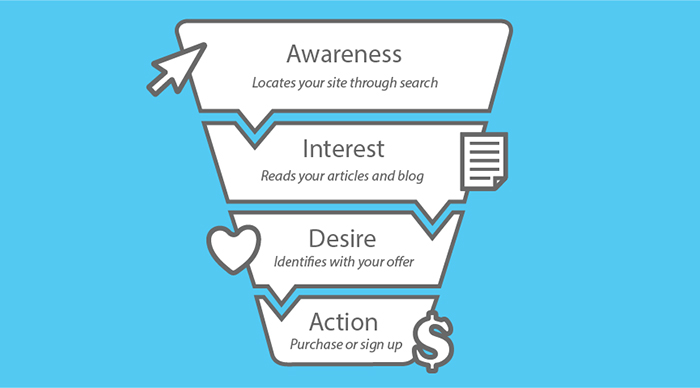 Awareness
Locates your site through search
Interest
Reads your articles and blog
Desire
Identifies with your offer
Action
Purchase or sign up
$